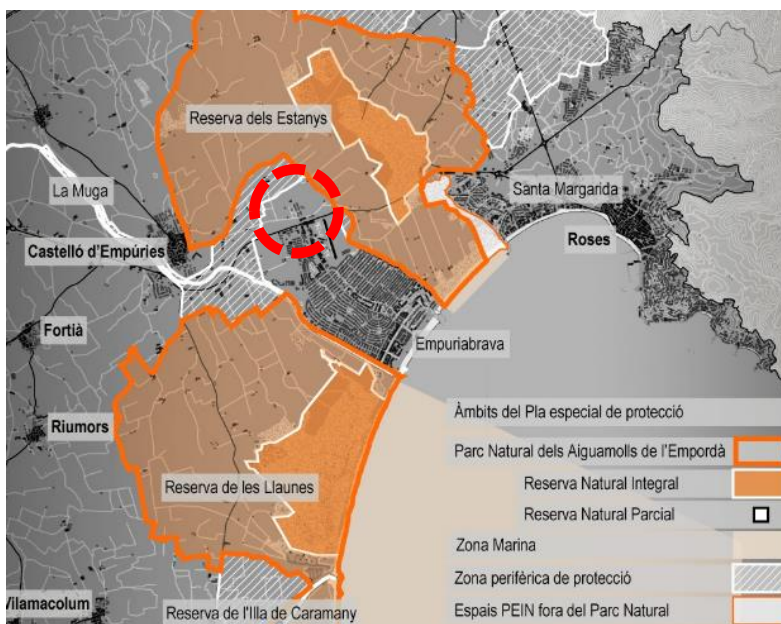 Reserva dels Estanys
La Muga
Santa Margarida
Castelló d'Empúries
Roses
Fortià
Empuriabrava
Riumors
Reserva de les Llaunes
Vilamacolum
Reserva de l'Illa de Caramany
Àmbits del Pla especial de protecció
Parc Natural dels Aiguamolls de l'Empordà
Reserva Natural Integral
Reserva Natural Parcial
Zona Marina
Zona perifèrica de protecció
Espais PEIN fora del Parc Natural